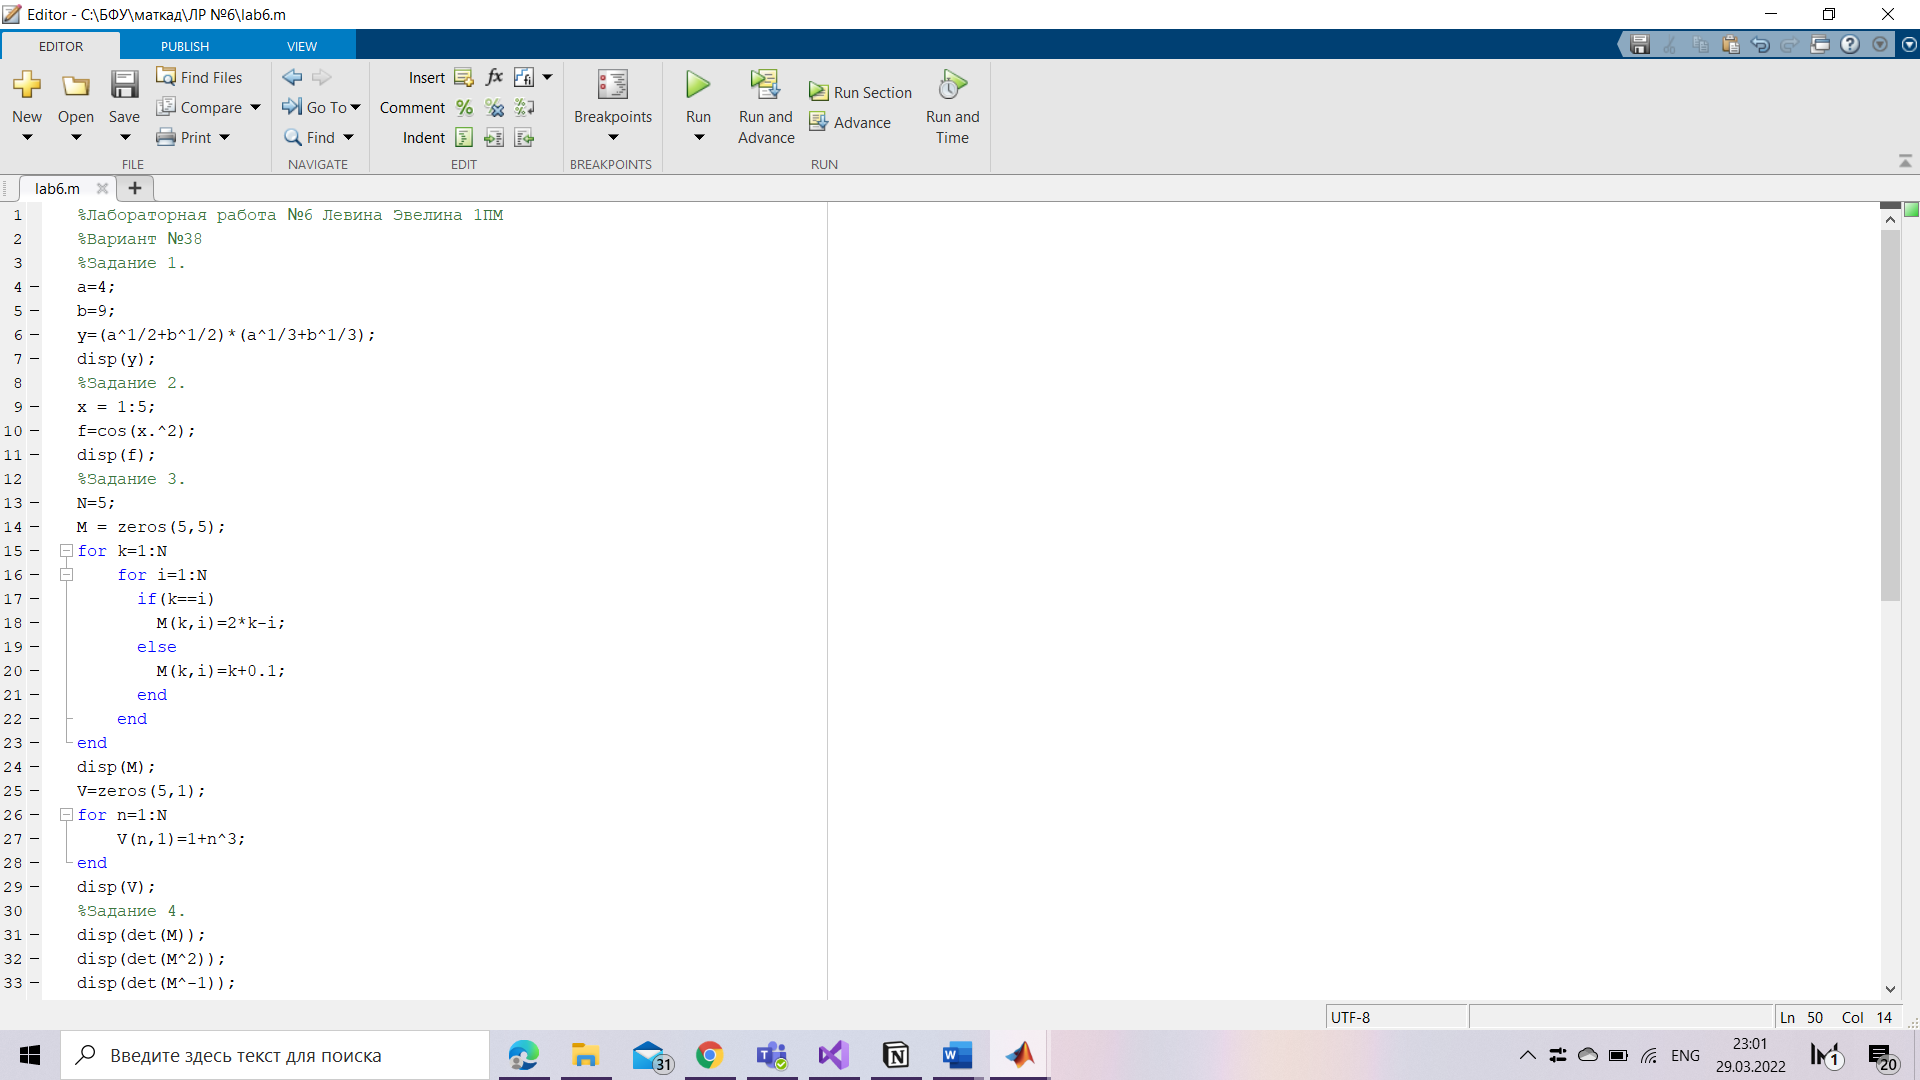 Editor - C:\БФУ\маткад\ЛР №6\lab6.m
EDITOR PUBLISH VIEW
New
Open
Save
Find Files
Compare
Print
FILE
Go To
Find
NAVIGATE
Insert
Comment
Indent
EDIT
Breakpoints
BREAKPOINTS
Run
Run and
Advance
Run Section
Advance
Run and
Time
RUN
lab6.m
1 %Лабораторная работа №6 Левина Эвелина 1ПМ
2 %Вариант №38
3 %Задание 1.
4 a=4;
5 b=9;
6 y=(a^1/2+b^1/2)*(a^1/3+b^1/3);
7 disp(y);
8 %Задание 2.
9 x = 1:5;
10 f=cos(x.^2);
11 disp(f);
12 %Задание 3.
13 N=5;
14 M = zeros(5,5);
15 for k=1:N
16 for i=1:N
17 if(k==i)
18 M(k,i)=2*k-i;
19 else
20 M(k,i)=k+0.1;
21 end
22 end
23 end
24 disp(M);
25 V=zeros(5,1);
26 for n=1:N
27 V(n,1)=1+n^3;
28 end
29 disp(V);
30 %Задание 4.
31 disp(det(M));
32 disp(det(M^2));
33 disp(det(M^-1));
UTF-8
Ln 50 Col 14
Введите здесь текст для поиска
31
ENG
23:01
29.03.2022
1
20